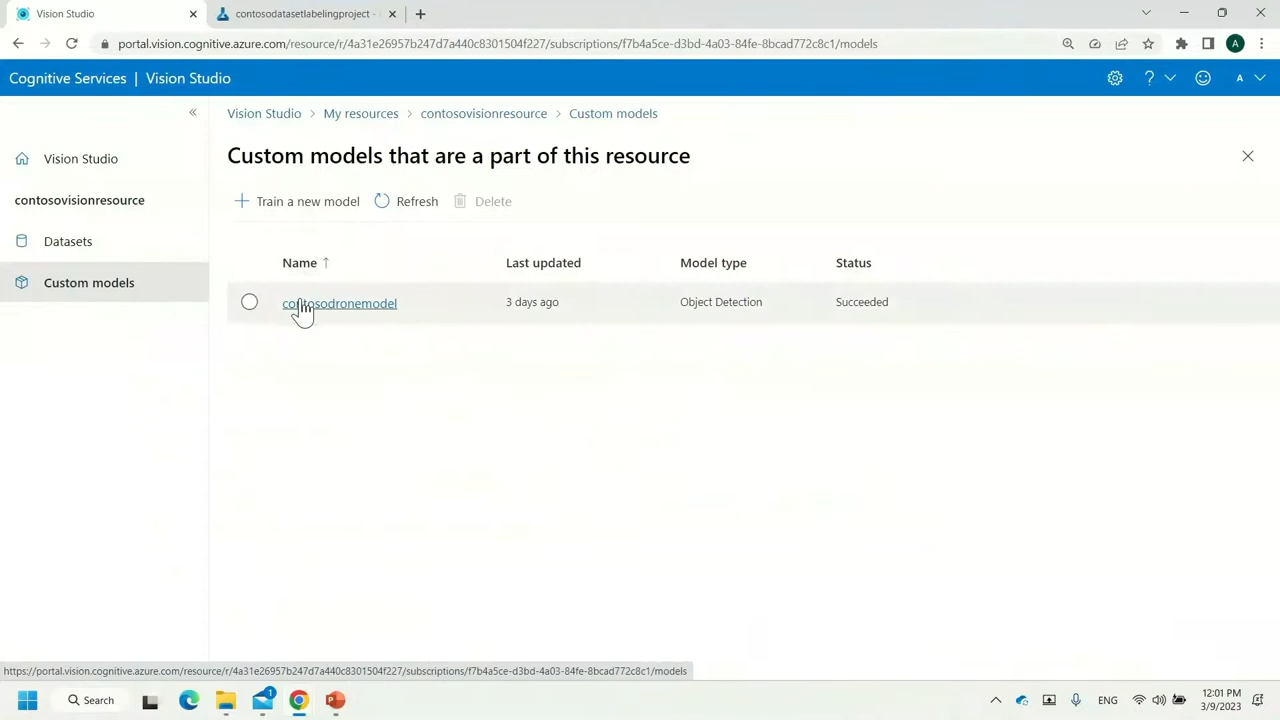 Vision Studio
contosodatasetlabelingproject -
portal.vision.cognitive.azure.com/resource/r/4a31e26957b247d7a440c8301504f227/subscriptions/f7b4a5ce-d3bd-4a03-84fe-8bcad772c8c1/models
A
Cognitive Services | Vision Studio
A
Vision Studio > My resources > contosovisionresource > Custom models
Vision Studio
Custom models that are a part of this resource
contosovisionresource
Train a new model Refresh Delete
Datasets
Name ↑ Last updated Model type Status
Custom models
contosodronemodel 3 days ago Object Detection Succeeded
https://portal.vision.cognitive.azure.com/resource/r/4a31e26957b247d7a440c8301504f227/subscriptions/f7b4a5ce-d3bd-4a03-84fe-8bcad772c8c1/models
Search
1
ENG
12:01 PM
3/9/2023